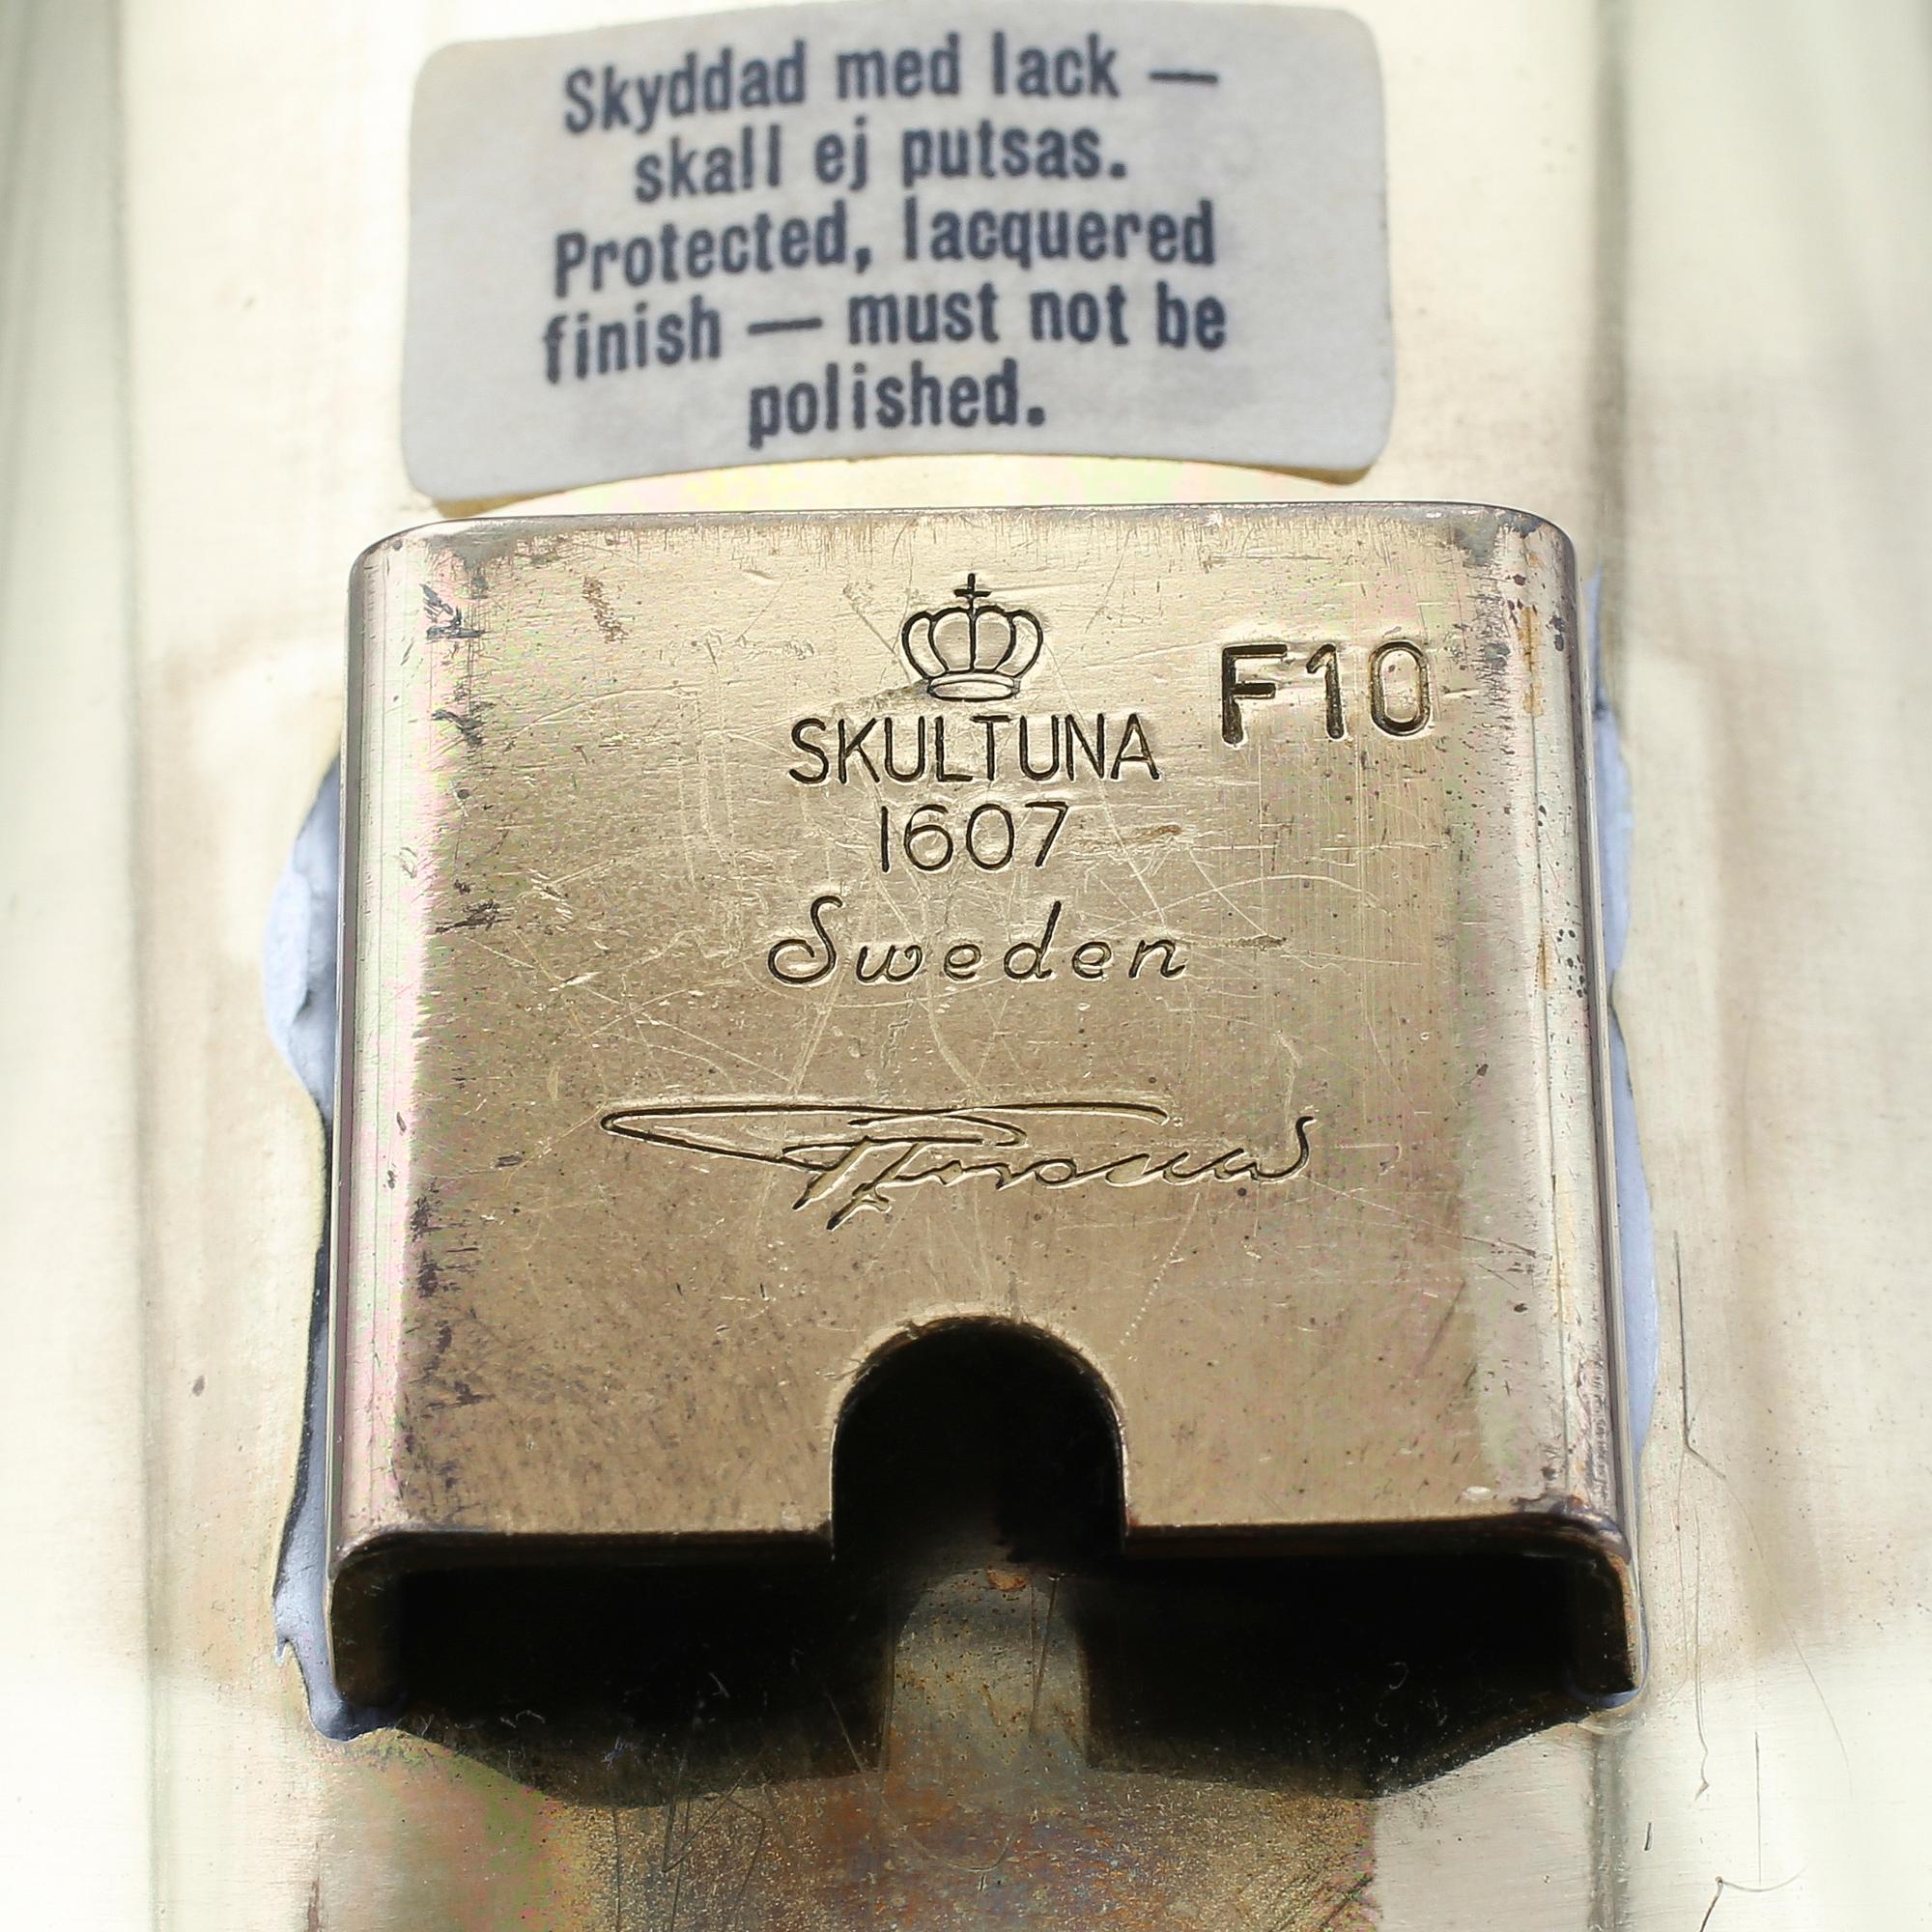 Skyddad med lack —
skall ej putsas.
Protected, lacquered
finish — must not be
polished.
F10
SKULTUNA
1607
Sweden